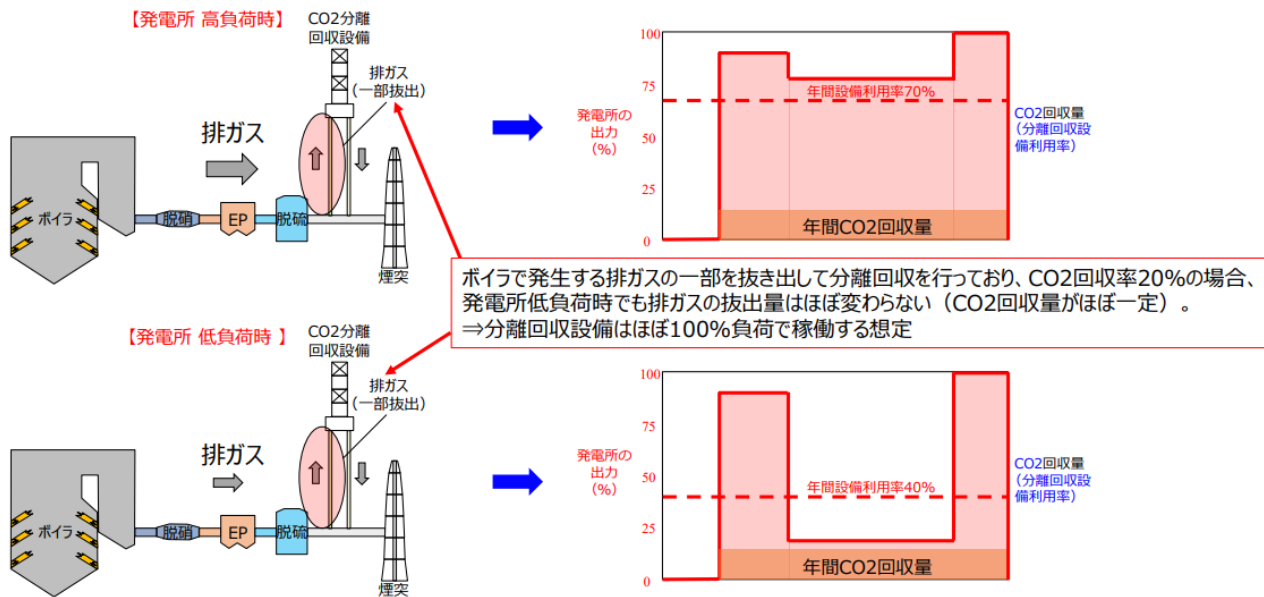 【発電所 高負荷時】
CO2分離
回収設備
排ガス
（一部抜出）
排ガス
ボイラ
脱硝
EP
脱硫
煙突
100
75
50
25
0
発電所の
出力
（%）
年間設備利用率70%
年間CO2回収量
CO2回収量
（分離回収設
備利用率）
ボイラで発生する排ガスの一部を抜き出して分離回収を行っており、CO2回収率20%の場合、
発電所低負荷時でも排ガスの抜出量はほぼ変わらない（CO2回収量がほぼ一定）。
⇒分離回収設備はほぼ100%負荷で稼働する想定
【発電所 低負荷時 】
CO2分離
回収設備
排ガス
（一部抜出）
排ガス
ボイラ
脱硝
EP
脱硫
煙突
100
75
50
25
0
発電所の
出力
（%）
年間設備利用率40%
年間CO2回収量
CO2回収量
（分離回収設
備利用率）